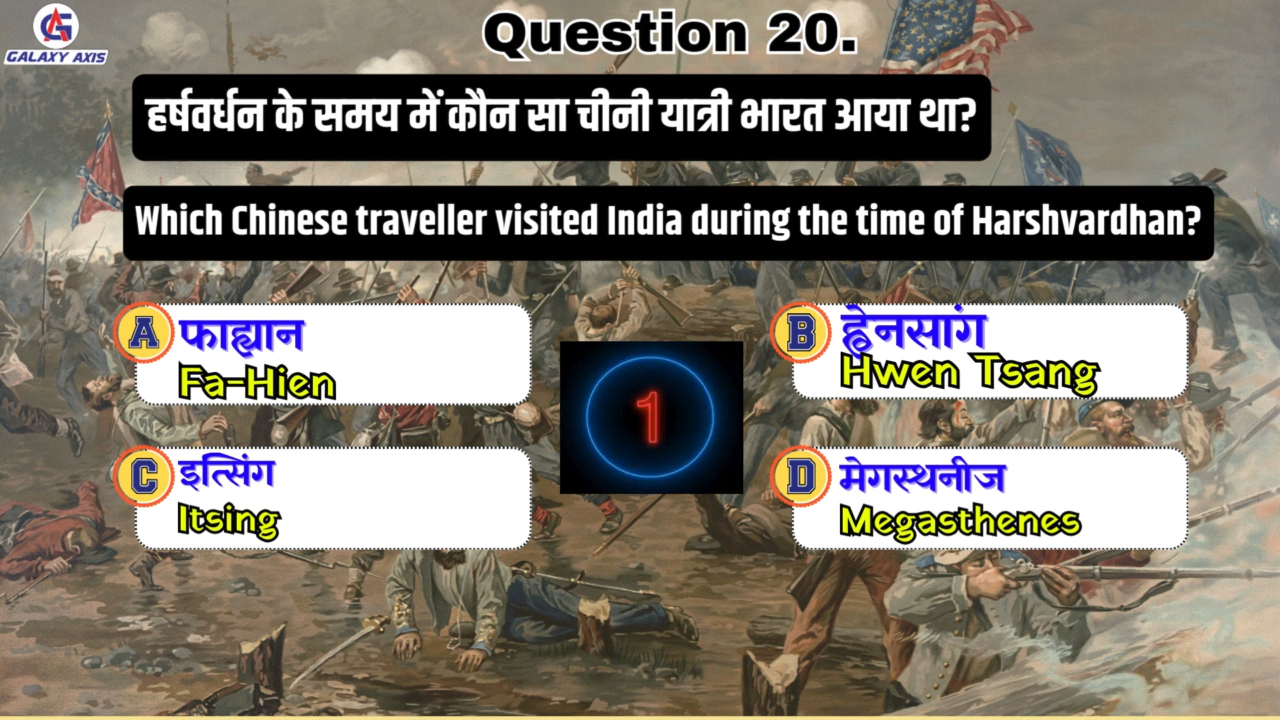 GALAXY AXIS
Question 20.
हर्षवर्धन के समय में कौन सा चीनी यात्री भारत आया था?
Which Chinese traveller visited India during the time of Harshvardhan?
A फाह्यान
Fa-Hien
B ह्वेनसांग
Hwen Tsang
1
C इत्सिंग
Itsing
D मेगस्थनीज
Megasthenes